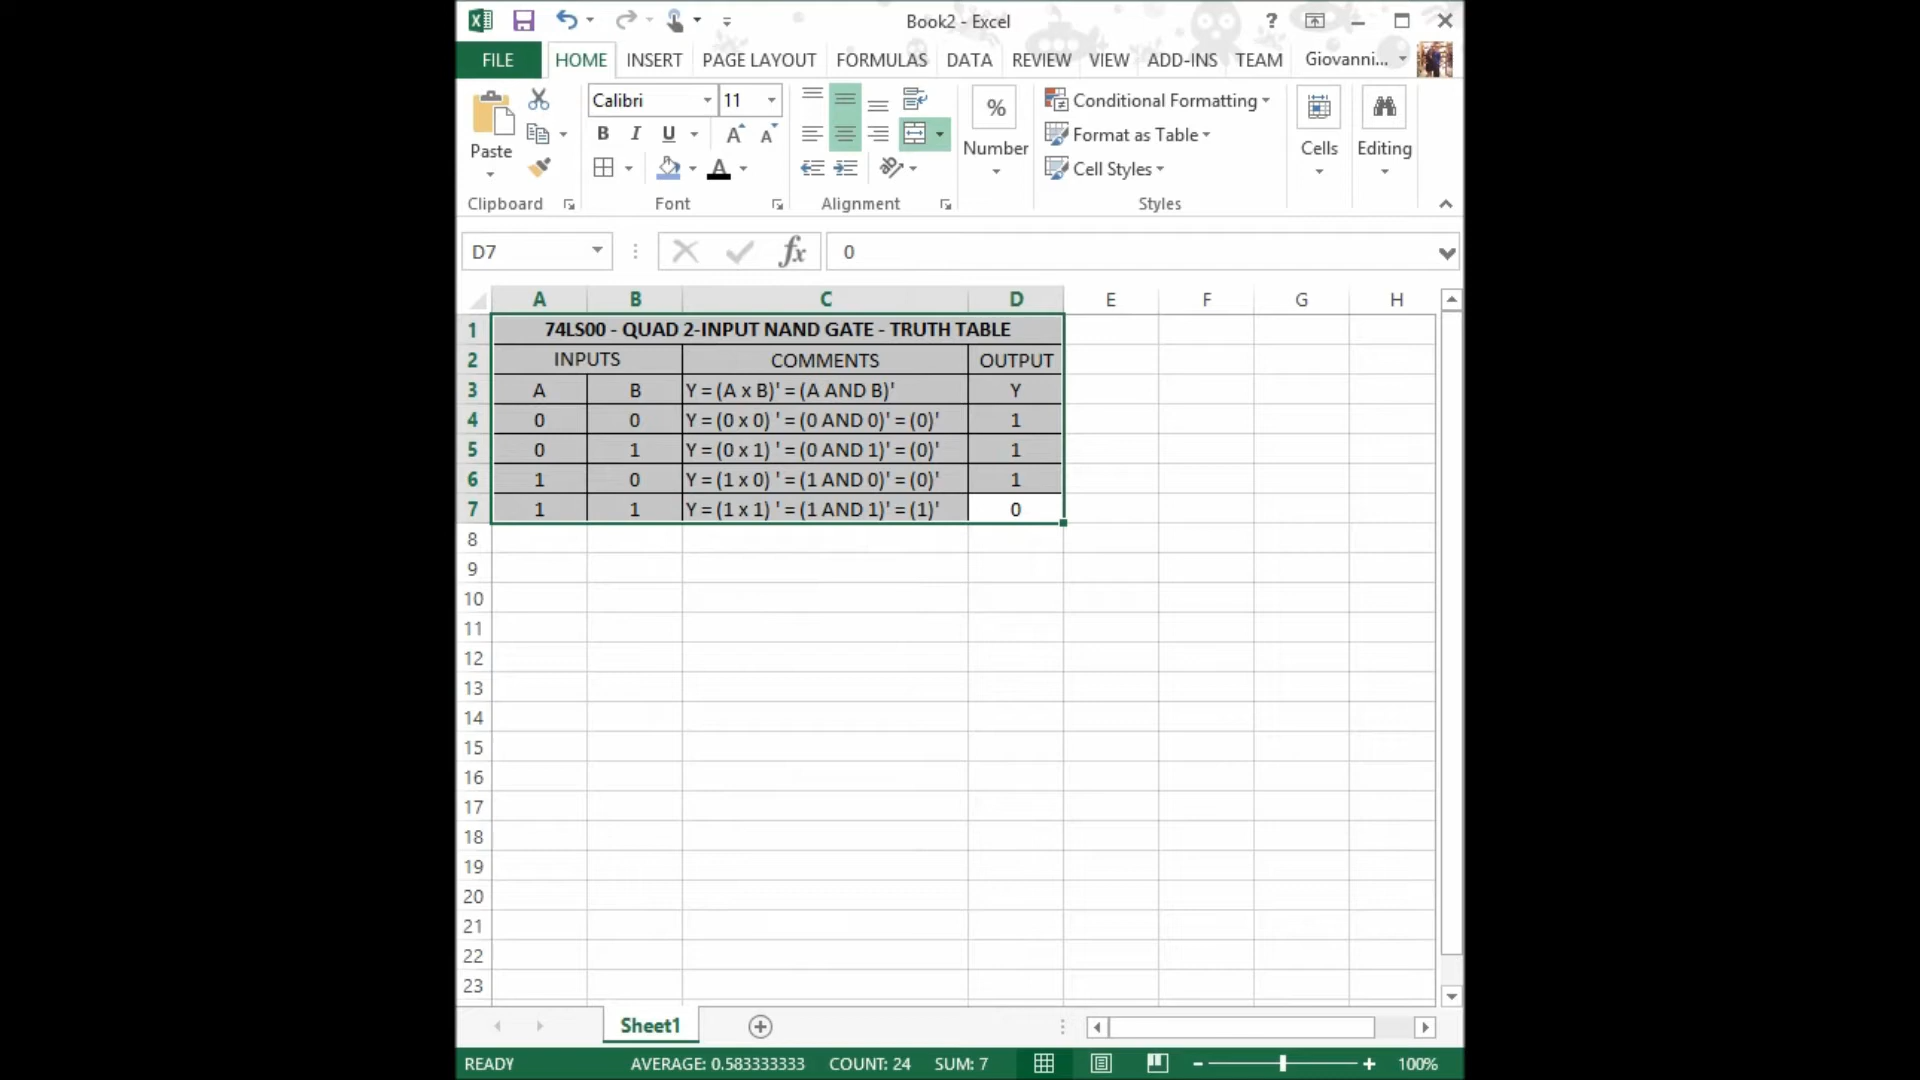 Book2 - Excel
?
FILE HOME INSERT PAGE LAYOUT FORMULAS DATA REVIEW VIEW ADD-INS TEAM Giovanni...
Calibri 11 % Conditional Formatting
B I U A A Format as Table
Paste Number Cells Editing
A Cell Styles
Clipboard Font Alignment Styles
D7 fx 0
A B C D E F G H
1 74LS00 - QUAD 2-INPUT NAND GATE - TRUTH TABLE
2 INPUTS COMMENTS OUTPUT
3 A B Y = (A x B)' = (A AND B)' Y
4 0 0 Y = (0 x 0) ' = (0 AND 0)' = (0)' 1
5 0 1 Y = (0 x 1) ' = (0 AND 1)' = (0)' 1
6 1 0 Y = (1 x 0) ' = (1 AND 0)' = (0)' 1
7 1 1 Y = (1 x 1) ' = (1 AND 1)' = (1)' 0
8
9
10
11
12
13
14
15
16
17
18
19
20
21
22
23
Sheet1
READY AVERAGE: 0.583333333 COUNT: 24 SUM: 7 100%